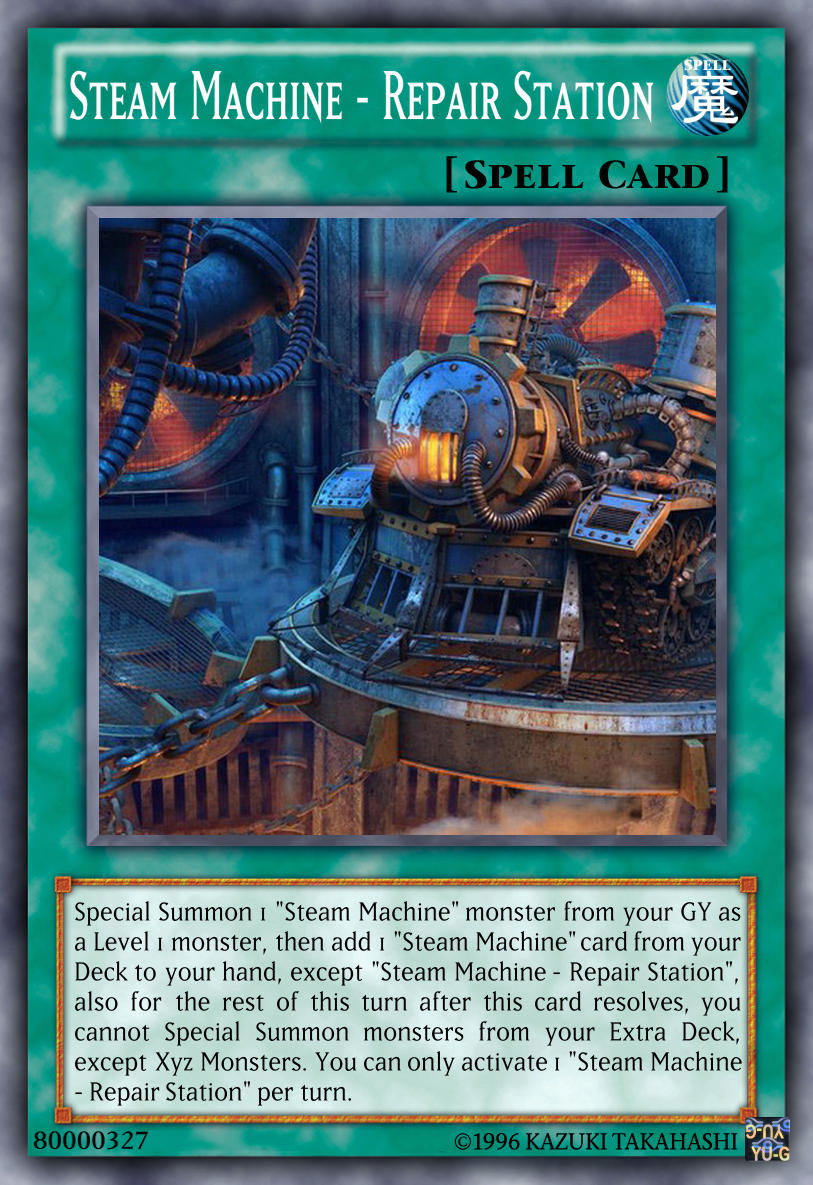 STEAM MACHINE - REPAIR STATION
SPELL
魔
[SPELL CARD]
Special Summon 1 "Steam Machine" monster from your GY as
a Level 1 monster, then add 1 "Steam Machine" card from your
Deck to your hand, except "Steam Machine - Repair Station",
also for the rest of this turn after this card resolves, you
cannot Special Summon monsters from your Extra Deck,
except Xyz Monsters. You can only activate 1 "Steam Machine
- Repair Station" per turn.
80000327
©1996 KAZUKI TAKAHASHI
YU-G
YU-G